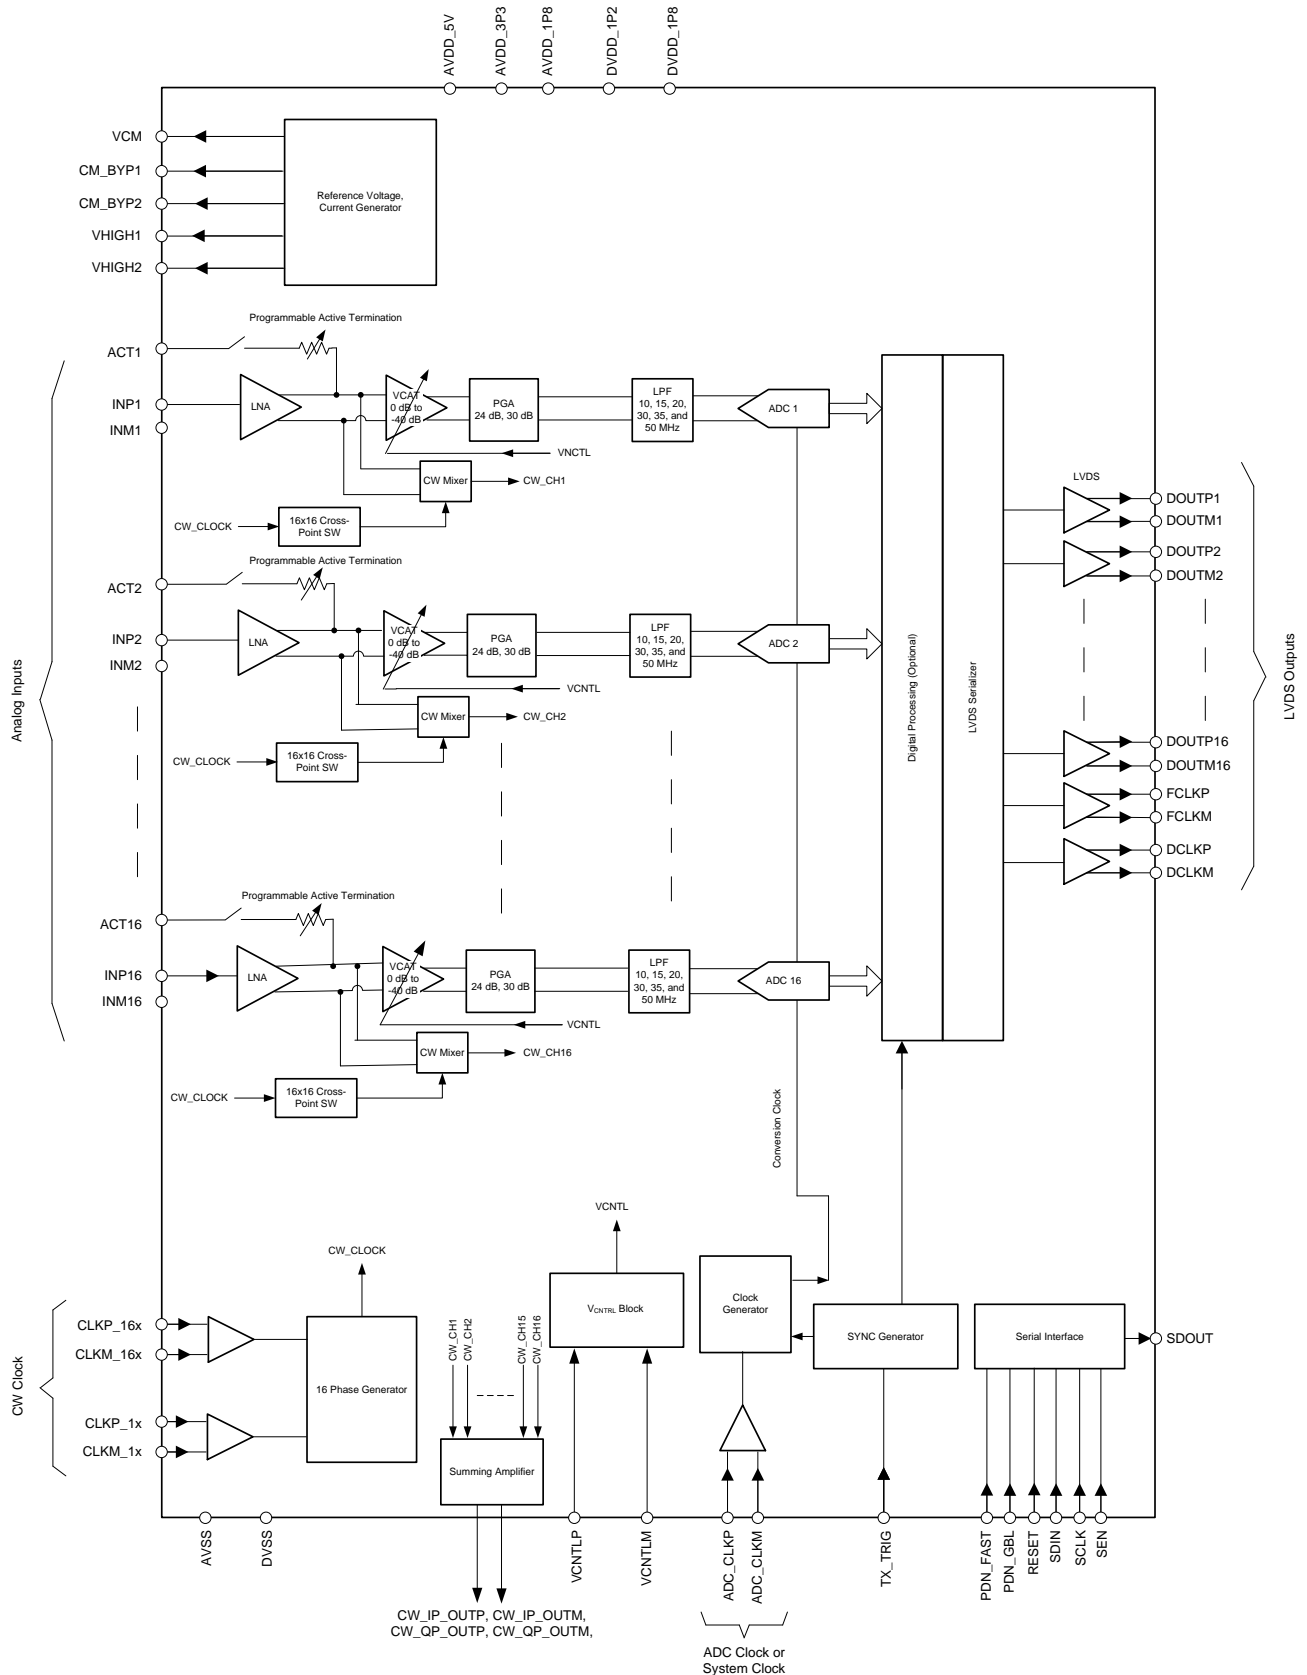 AVDD_5V
AVDD_3P3
AVDD_1P8
DVDD_1P2
DVDD_1P8
VCM
CM_BYP1
CM_BYP2
VHIGH1
VHIGH2
Reference Voltage,
Current Generator
Programmable Active Termination
ACT1
INP1
INM1
LNA
VCAT
0 dB to
-40 dB
PGA
24 dB, 30 dB
LPF
10, 15, 20,
30, 35, and
50 MHz
ADC 1
VNCTL
CW Mixer
CW_CH1
CW_CLOCK
16x16 Cross-
Point SW
Programmable Active Termination
ACT2
INP2
INM2
LNA
VCAT
0 dB to
-40 dB
PGA
24 dB, 30 dB
LPF
10, 15, 20,
30, 35, and
50 MHz
ADC 2
VCNTL
CW Mixer
CW_CH2
CW_CLOCK
16x16 Cross-
Point SW
Analog Inputs
Programmable Active Termination
ACT16
INP16
INM16
LNA
VCAT
0 dB to
-40 dB
PGA
24 dB, 30 dB
LPF
10, 15, 20,
30, 35, and
50 MHz
ADC 16
VCNTL
CW Mixer
CW_CH16
CW_CLOCK
16x16 Cross-
Point SW
Digital Processing (Optional)
LVDS Serializer
LVDS
DOUTP1
DOUTM1
DOUTP2
DOUTM2
DOUTP16
DOUTM16
FCLKP
FCLKM
DCLKP
DCLKM
LVDS Outputs
Conversion Clock
CW Clock
CLKP_16x
CLKM_16x
CLKP_1x
CLKM_1x
CW_CLOCK
16 Phase Generator
CW_CH1
CW_CH2
CW_CH15
CW_CH16
Summing Amplifier
VCNTL
VCNTRL Block
Clock
Generator
SYNC Generator
Serial Interface
SDOUT
AVSS
DVSS
VCNTLP
VCNTLM
ADC_CLKP
ADC_CLKM
TX_TRIG
PDN_FAST
PDN_GBL
RESET
SDIN
SCLK
SEN
CW_IP_OUTP, CW_IP_OUTM,
CW_QP_OUTP, CW_QP_OUTM,
ADC Clock or
System Clock